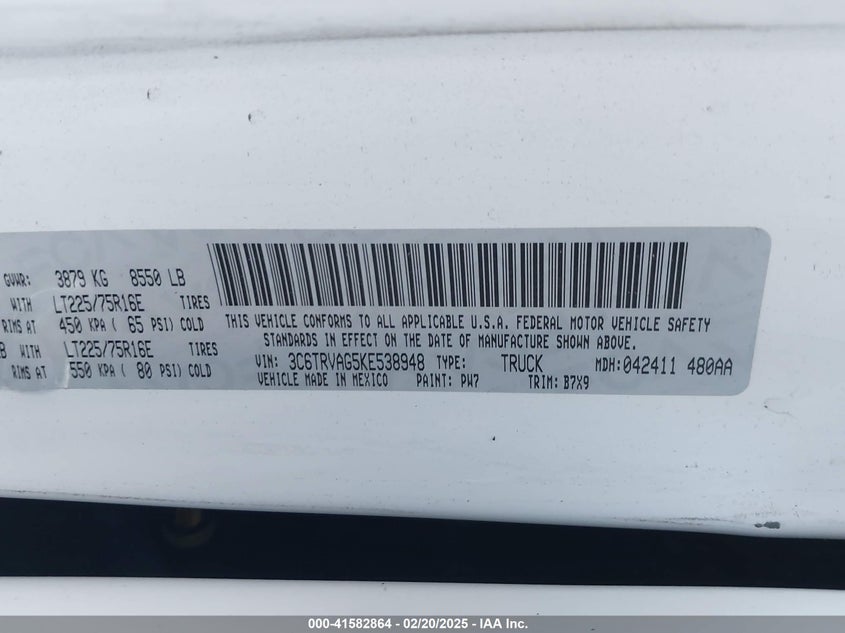 GVWR: 3879 KG 8550 LB
WITH LT225/75R16E TIRES
RIMS AT 450 KPA ( 65 PSI) COLD
B WITH LT225/75R16E TIRES
RIMS AT 550 KPA ( 80 PSI) COLD
THIS VEHICLE CONFORMS TO ALL APPLICABLE U.S.A. FEDERAL MOTOR VEHICLE SAFETY
STANDARDS IN EFFECT ON THE DATE OF MANUFACTURE SHOWN ABOVE.
VIN: 3C6TRVAG5KE538948 TYPE: TRUCK MDH:042411 480AA
VEHICLE MADE IN MEXICO PAINT: PW7 TRIM: B7X9
000-41582864 - 02/20/2025 - IAA Inc.